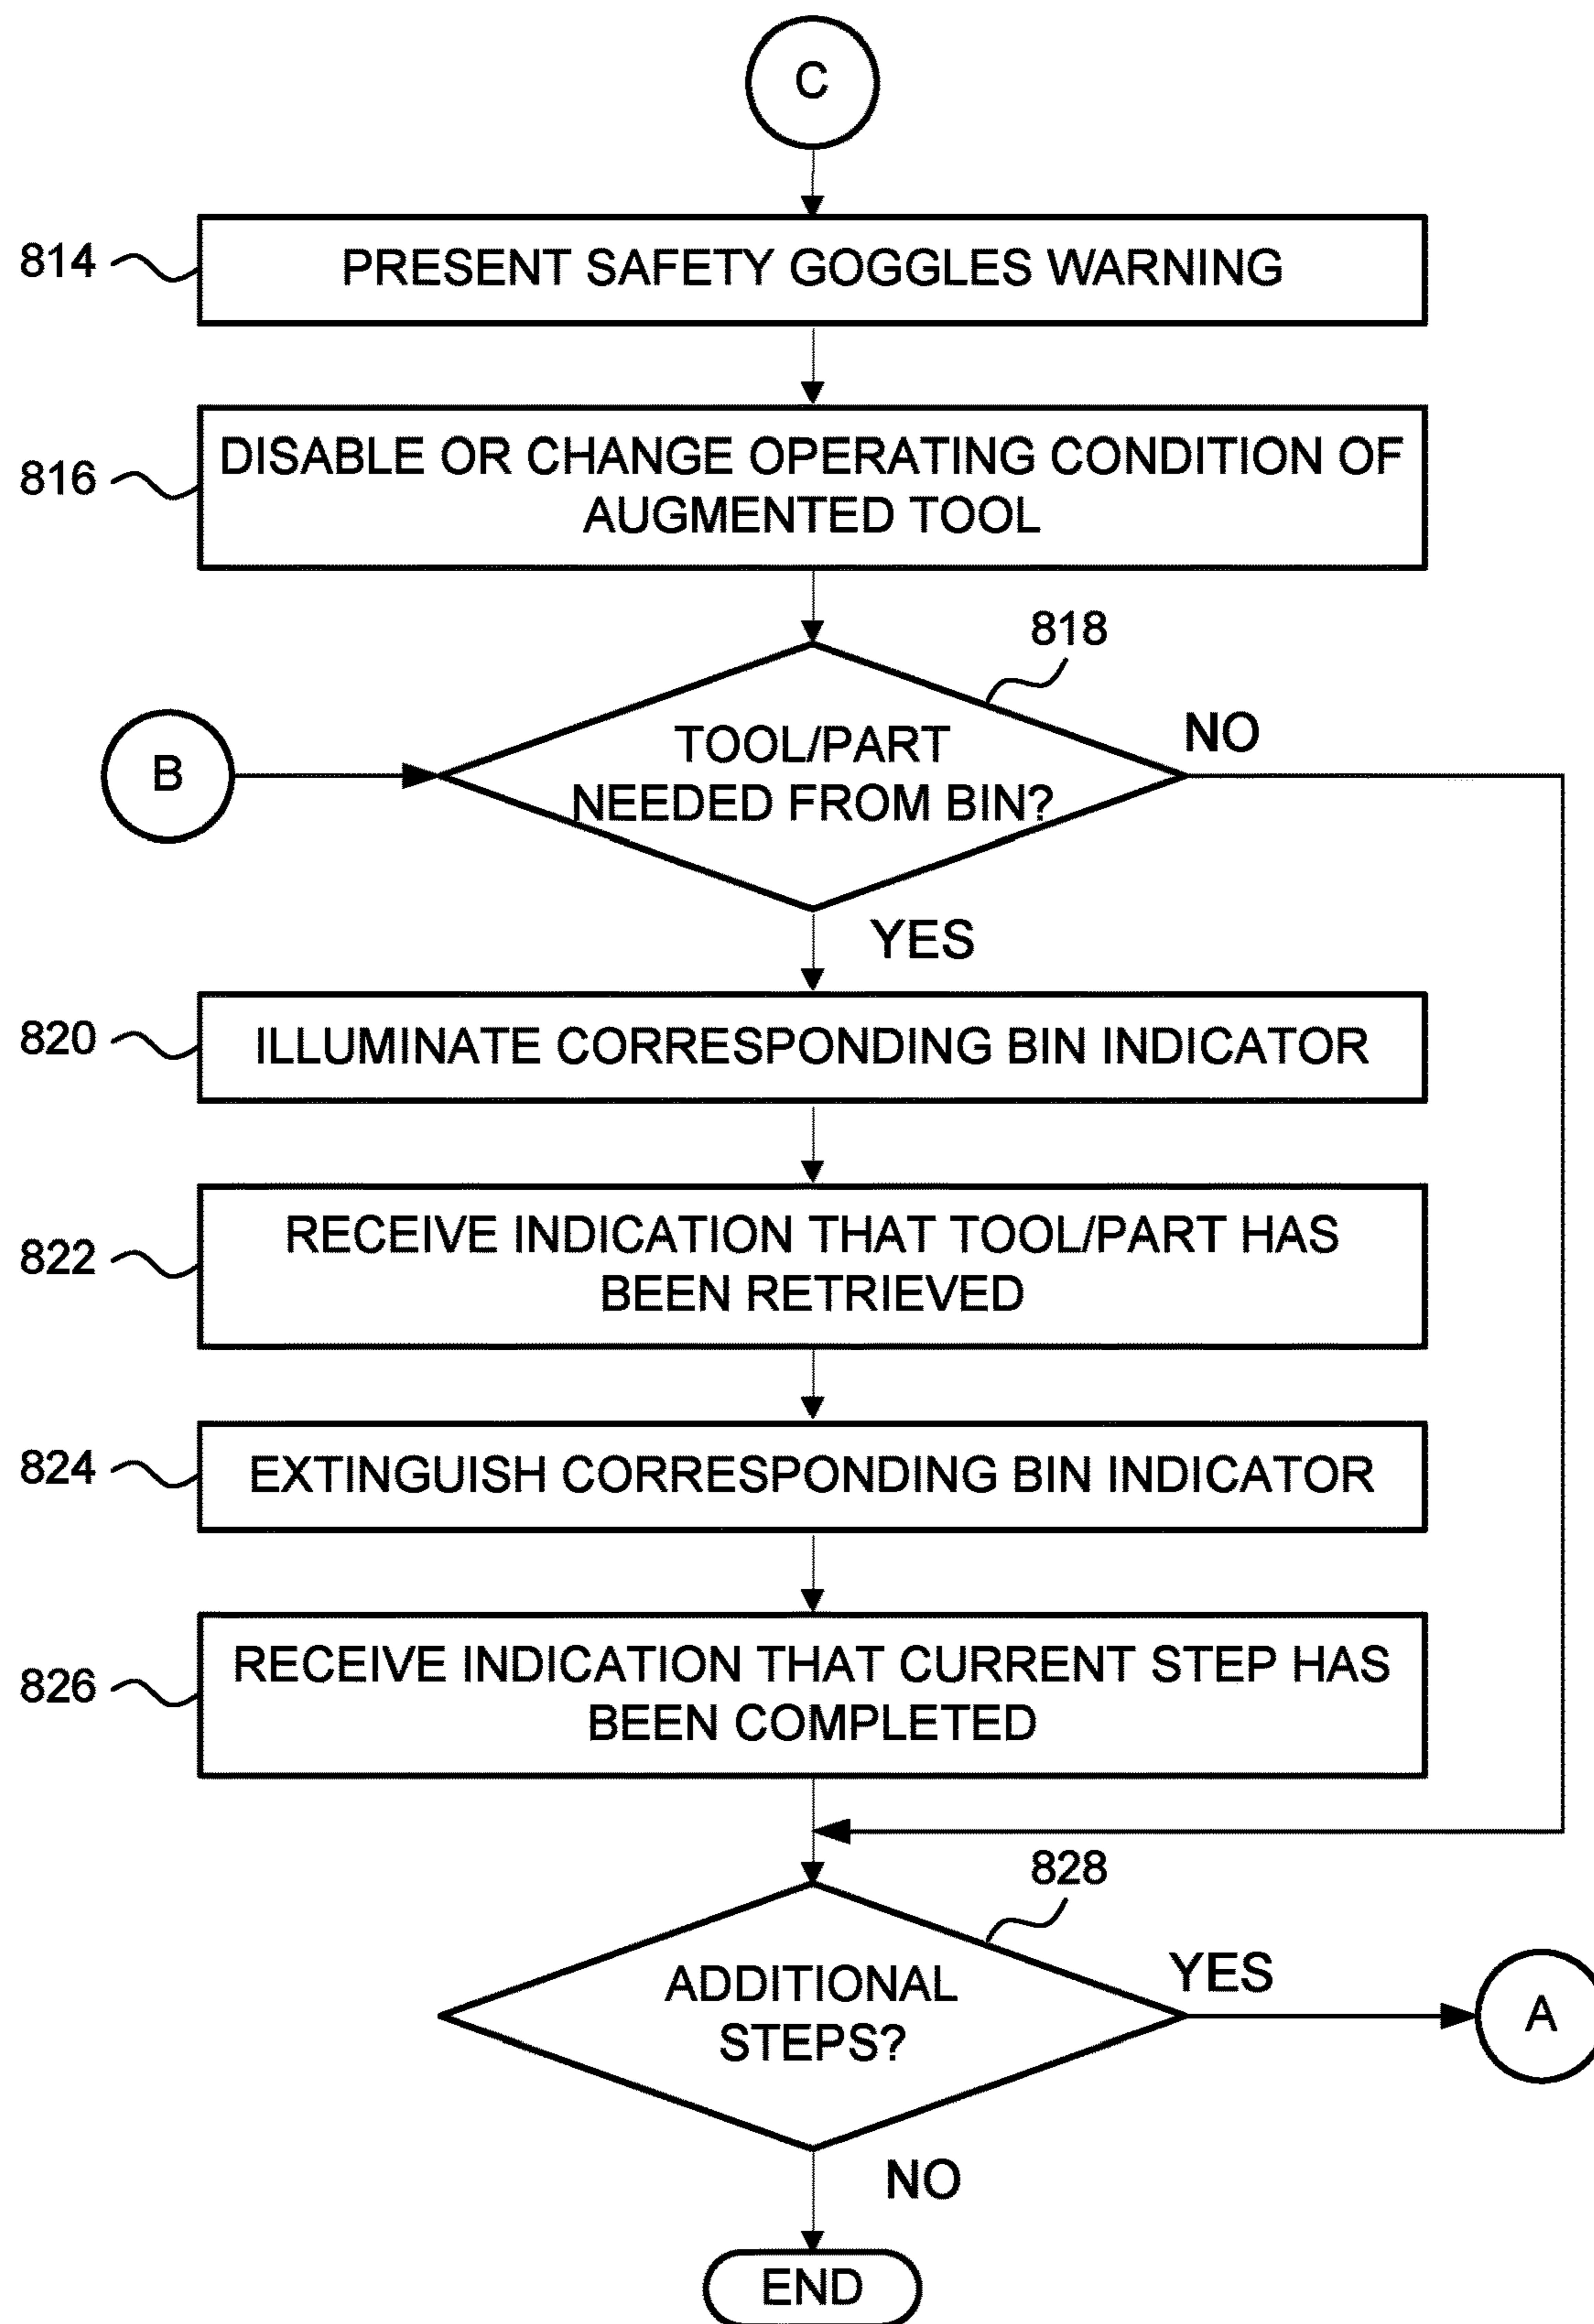 C
814
PRESENT SAFETY GOGGLES WARNING
816
DISABLE OR CHANGE OPERATING CONDITION OF
AUGMENTED TOOL
818
B
TOOL/PART
NEEDED FROM BIN?
NO
YES
820
ILLUMINATE CORRESPONDING BIN INDICATOR
822
RECEIVE INDICATION THAT TOOL/PART HAS
BEEN RETRIEVED
824
EXTINGUISH CORRESPONDING BIN INDICATOR
826
RECEIVE INDICATION THAT CURRENT STEP HAS
BEEN COMPLETED
828
ADDITIONAL
STEPS?
YES
A
NO
END